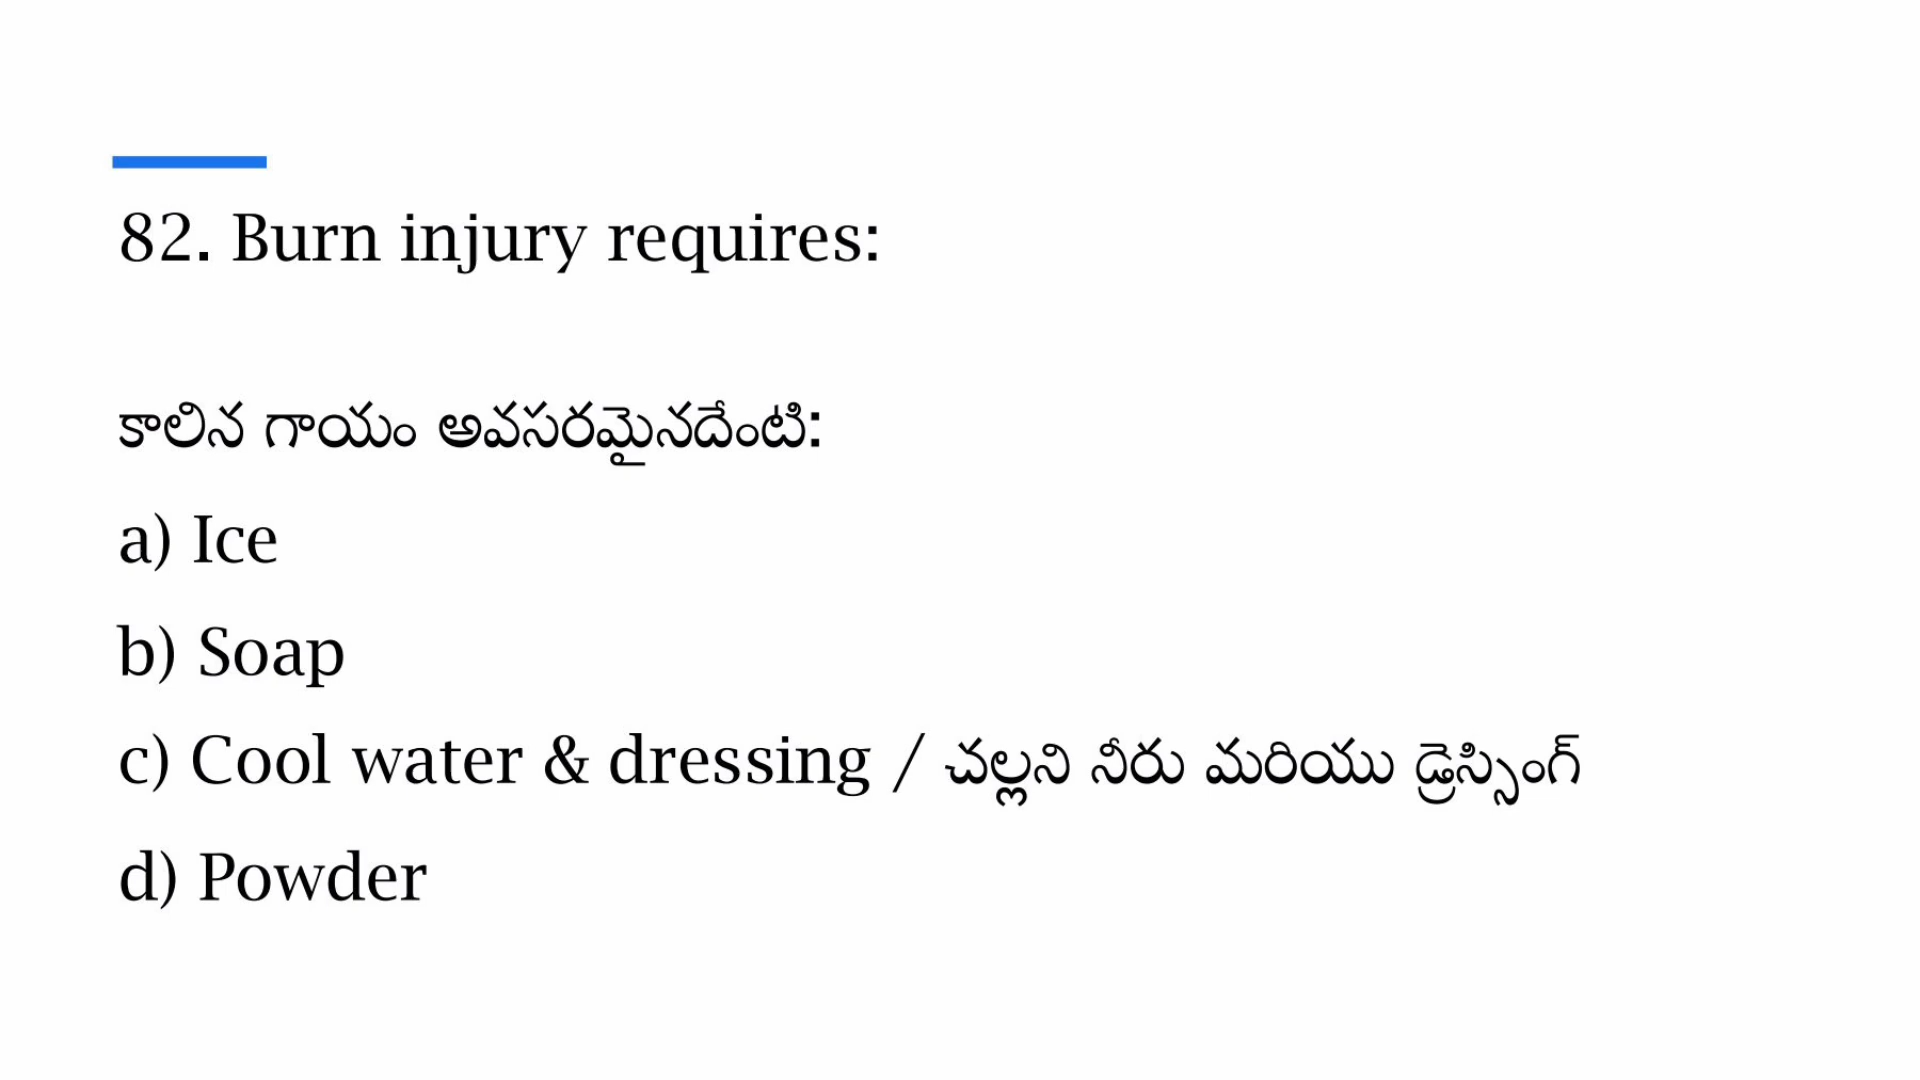 82. Burn injury requires:
కాలిన గాయం అవసరమైనదేంటి:
a) Ice
b) Soap
c) Cool water & dressing / చల్లని నీరు మరియు డ్రెస్సింగ్
d) Powder